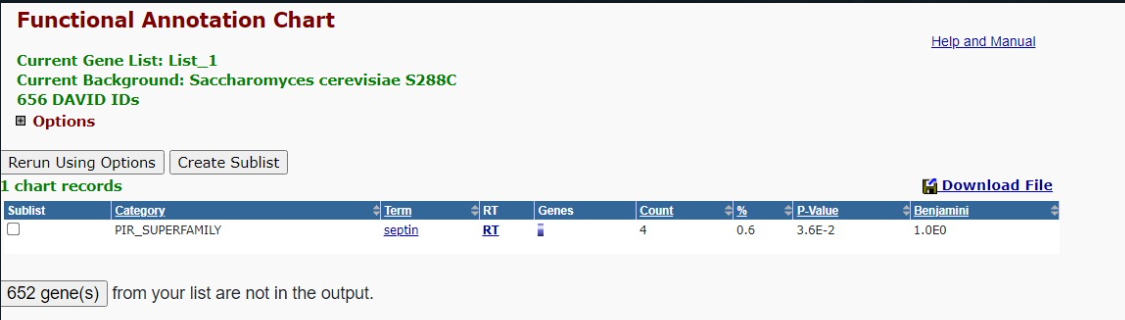 Functional Annotation Chart
Help and Manual
Current Gene List: List_1
Current Background: Saccharomyces cerevisiae S288C
656 DAVID IDs
Options
Rerun Using Options Create Sublist
1 chart records Download File
Sublist Category Term RT Genes Count % P-Value Benjamini
PIR_SUPERFAMILY septin RT 4 0.6 3.6E-2 1.0E0
652 gene(s) from your list are not in the output.